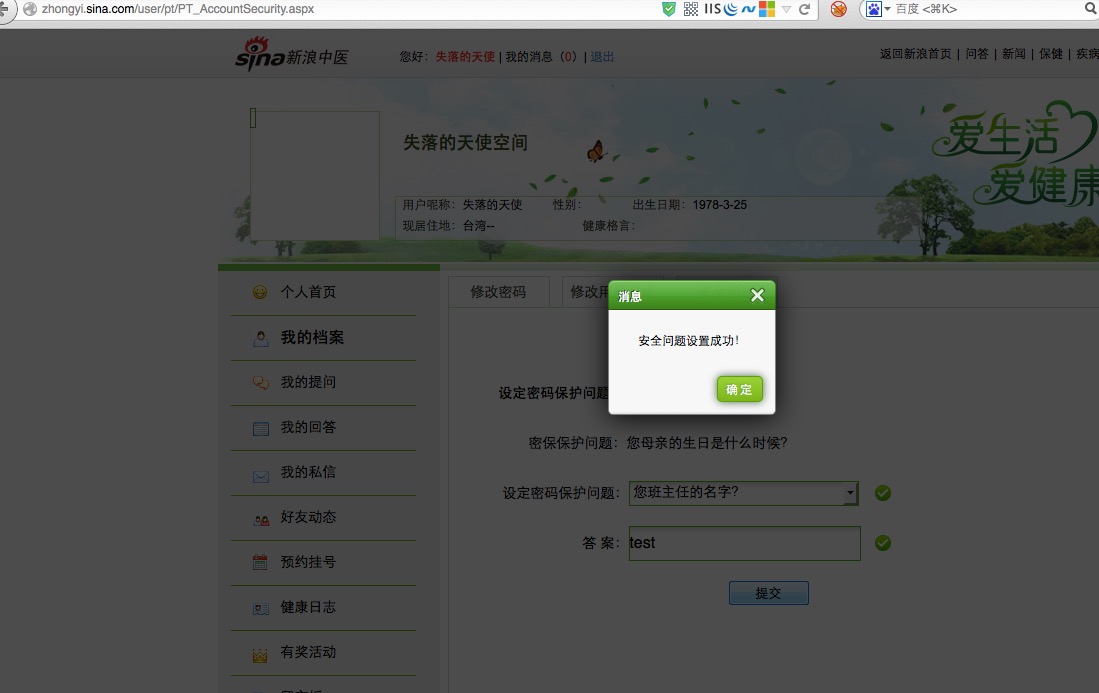 zhongyi.sina.com/user/pt/PT_AccountSecurity.aspx
IIS
百度 <⌘K>
sina新浪中医
您好：失落的天使 | 我的消息（0）| 退出
返回新浪首页 | 问答 | 新闻 | 保健 | 疾病
失落的天使空间
爱生活
爱健康
用户昵称：失落的天使 性别： 出生日期：1978-3-25
现居住地：台湾-- 健康格言：
个人首页
我的档案
我的提问
我的回答
我的私信
好友动态
预约挂号
健康日志
有奖活动
修改密码
修改用
消息
安全问题设置成功！
确 定
设定密码保护问题
密保保护问题：您母亲的生日是什么时候？
设定密码保护问题：您班主任的名字？
答 案：test
提交